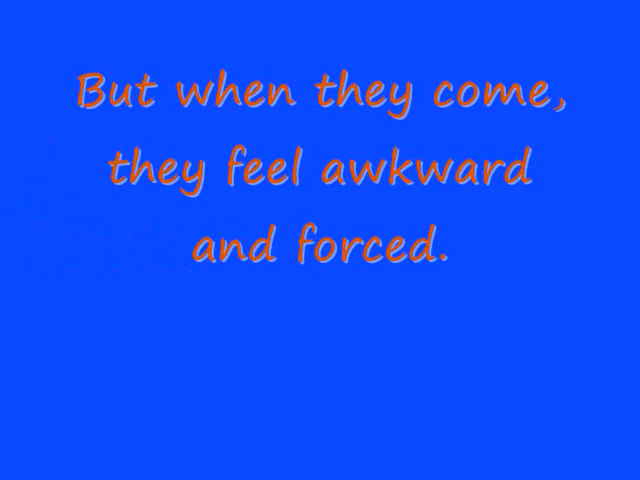 But when they come,
they feel awkward
and forced.